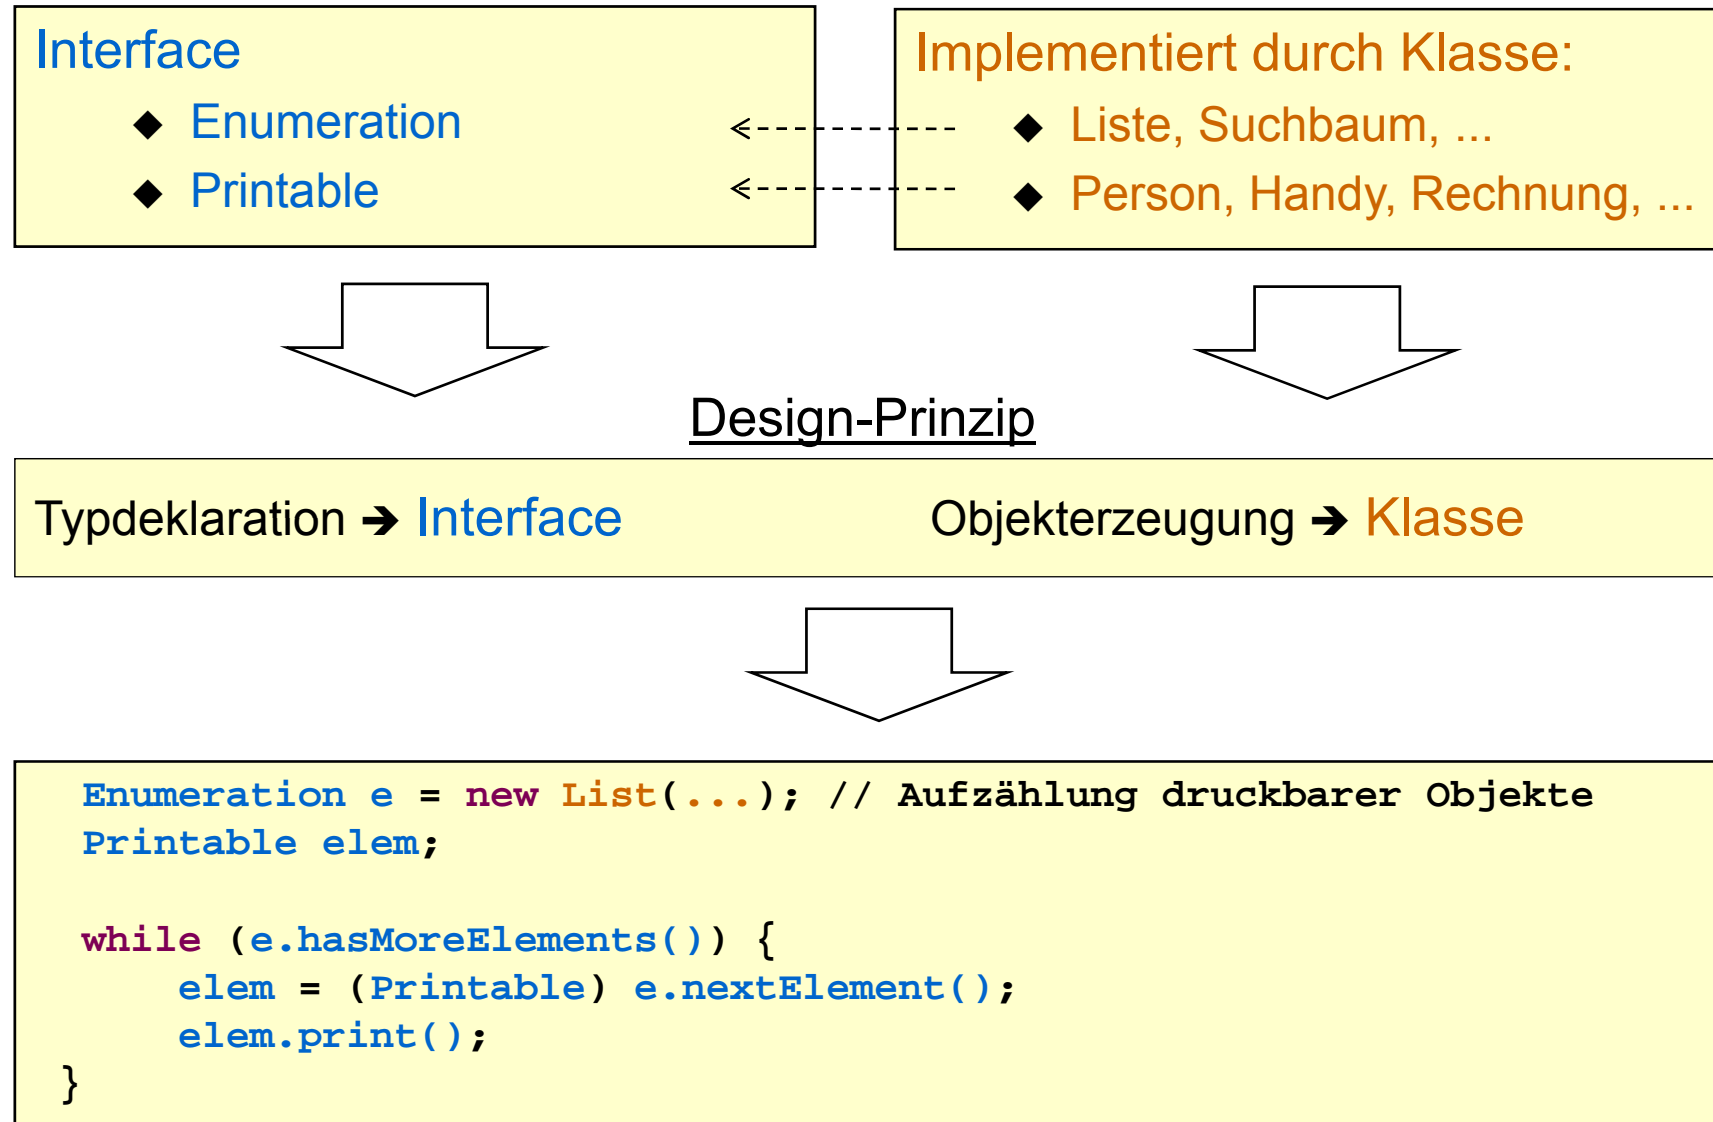 Interface
◆ Enumeration
◆ Printable
Implementiert durch Klasse:
◆ Liste, Suchbaum, ...
◆ Person, Handy, Rechnung, ...
Design-Prinzip
Typdeklaration ➔ Interface
Objekterzeugung ➔ Klasse
Enumeration e = new List(...); // Aufzählung druckbarer Objekte
Printable elem;
while (e.hasMoreElements()) {
elem = (Printable) e.nextElement();
elem.print();
}